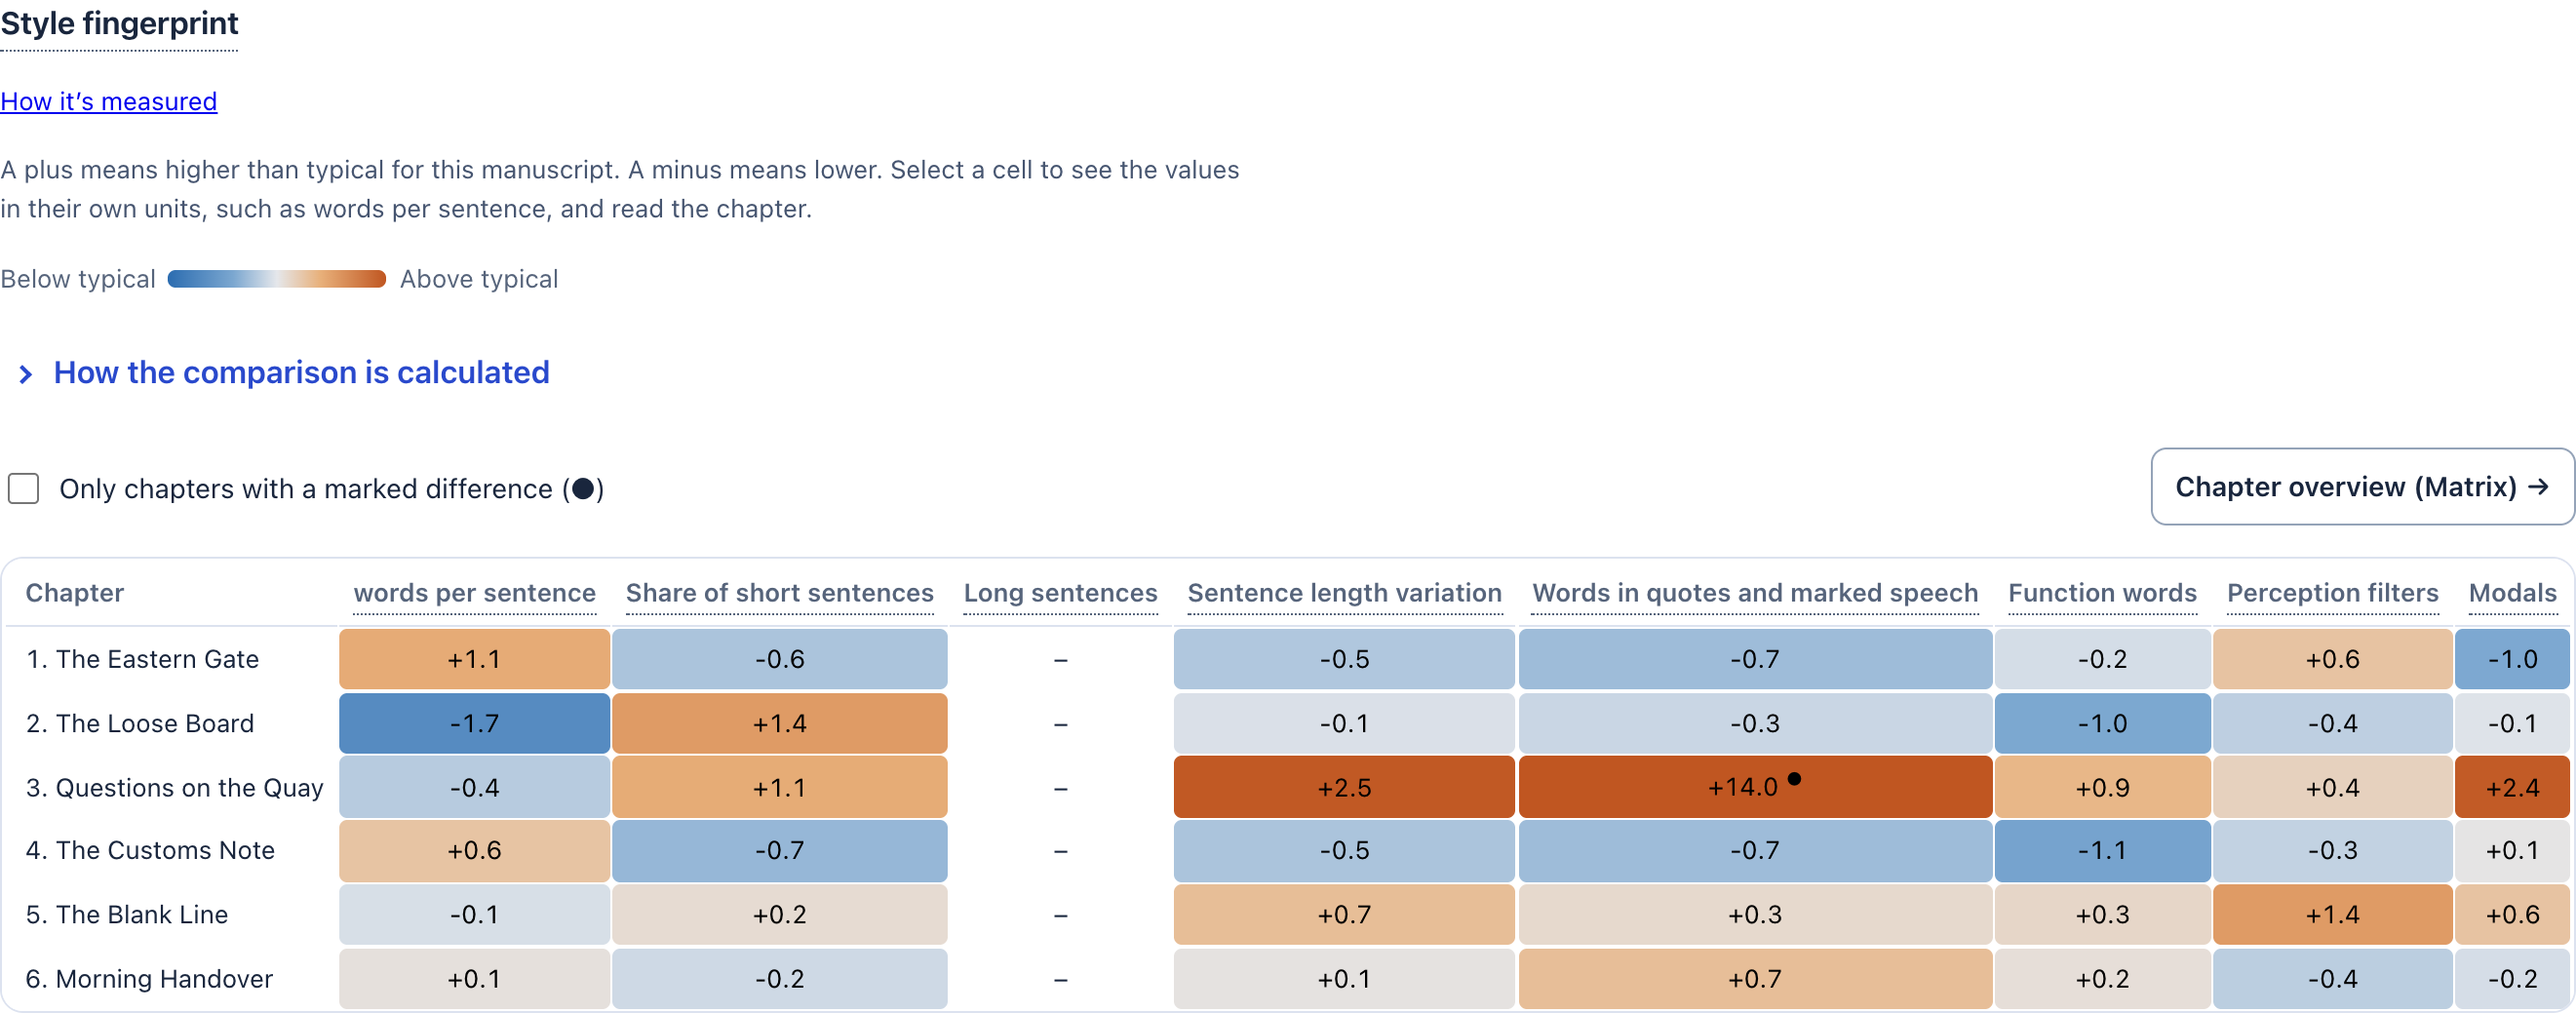 Style fingerprint
How it’s measured
A plus means higher than typical for this manuscript. A minus means lower. Select a cell to see the values
in their own units, such as words per sentence, and read the chapter.
Below typical Above typical
How the comparison is calculated
Only chapters with a marked difference (●)
Chapter overview (Matrix) →
Chapter words per sentence Share of short sentences Long sentences Sentence length variation Words in quotes and marked speech Function words Perception filters Modals
1. The Eastern Gate +1.1 -0.6 – -0.5 -0.7 -0.2 +0.6 -1.0
2. The Loose Board -1.7 +1.4 – -0.1 -0.3 -1.0 -0.4 -0.1
3. Questions on the Quay -0.4 +1.1 – +2.5 +14.0 ● +0.9 +0.4 +2.4
4. The Customs Note +0.6 -0.7 – -0.5 -0.7 -1.1 -0.3 +0.1
5. The Blank Line -0.1 +0.2 – +0.7 +0.3 +0.3 +1.4 +0.6
6. Morning Handover +0.1 -0.2 – +0.1 +0.7 +0.2 -0.4 -0.2